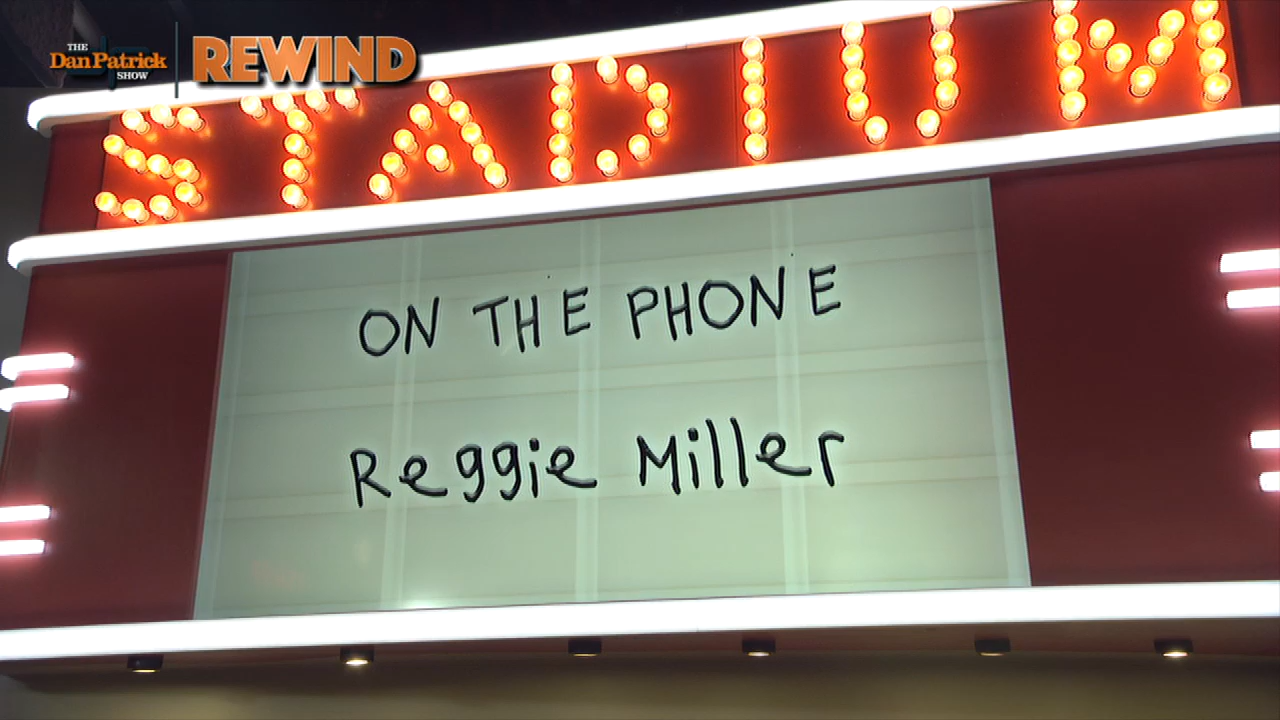 THE
Dan Patrick
SHOW
REWIND
STADIUM
ON THE PHONE
Reggie Miller